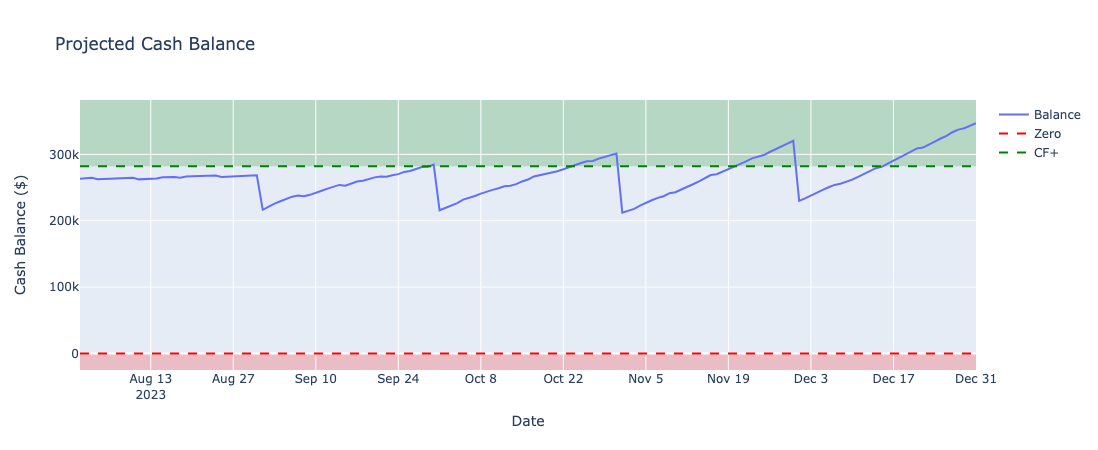 Projected Cash Balance
Balance
Zero
CF+
300k
200k
100k
0
Cash Balance ($)
Aug 13 Aug 27 Sep 10 Sep 24 Oct 8 Oct 22 Nov 5 Nov 19 Dec 3 Dec 17 Dec 31
2023
Date